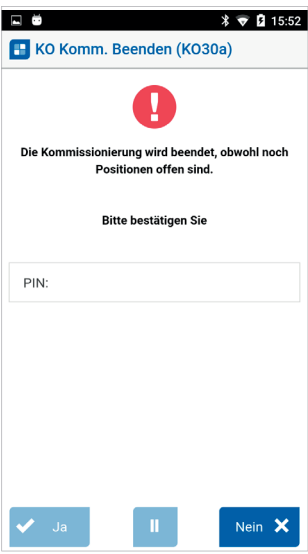 15:52
KO Komm. Beenden (KO30a)
Die Kommissionierung wird beendet, obwohl noch
Positionen offen sind.
Bitte bestätigen Sie
PIN:
Ja
Nein